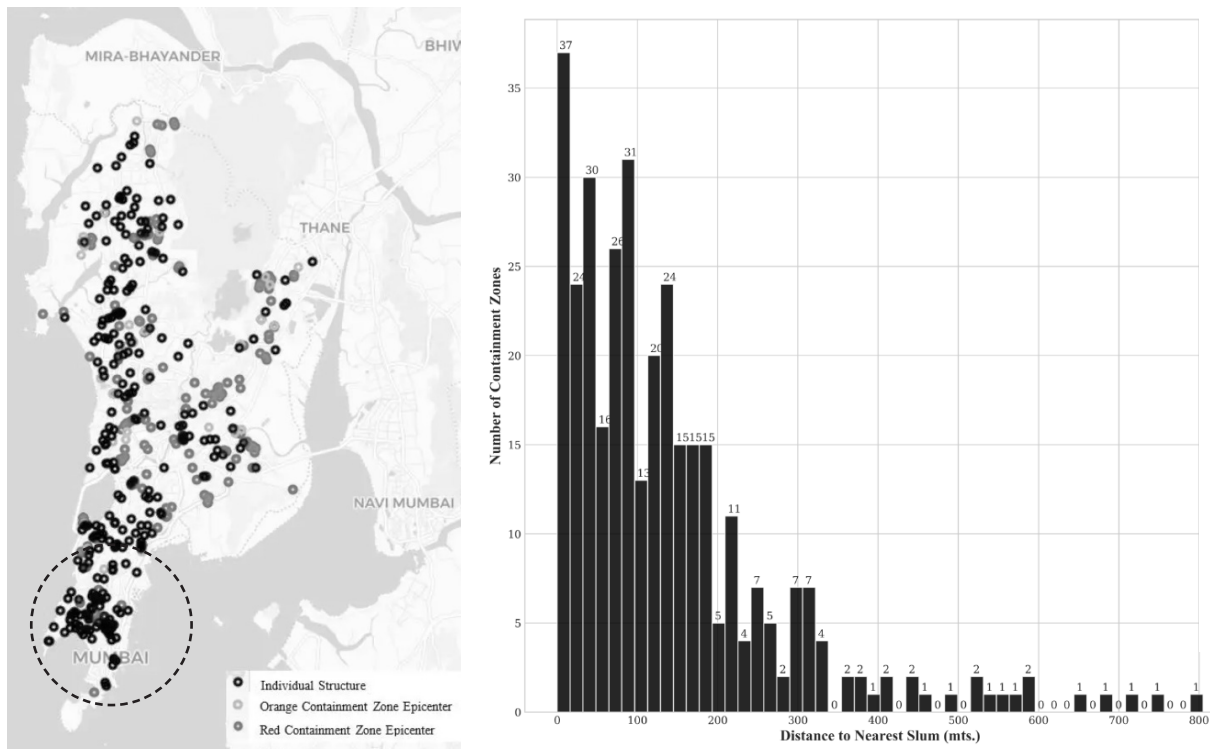 MIRA-BHAYANDER
BHIW
THANE
NAVI MUMBAI
MUMBAI
Individual Structure
Orange Containment Zone Epicenter
Red Containment Zone Epicenter
Number of Containment Zones
35
30
25
20
15
10
5
0
37 24 30 16 26 31 13 20 24 15 15 15 5 11 4 7 5 2 7 7 4 0 2 2 1 2 0 2 1 0 1 0 2 1 1 1 2 0 0 0 1 0 1 0 1 0 1 0 0 1
0 100 200 300 400 500 600 700 800
Distance to Nearest Slum (mts.)